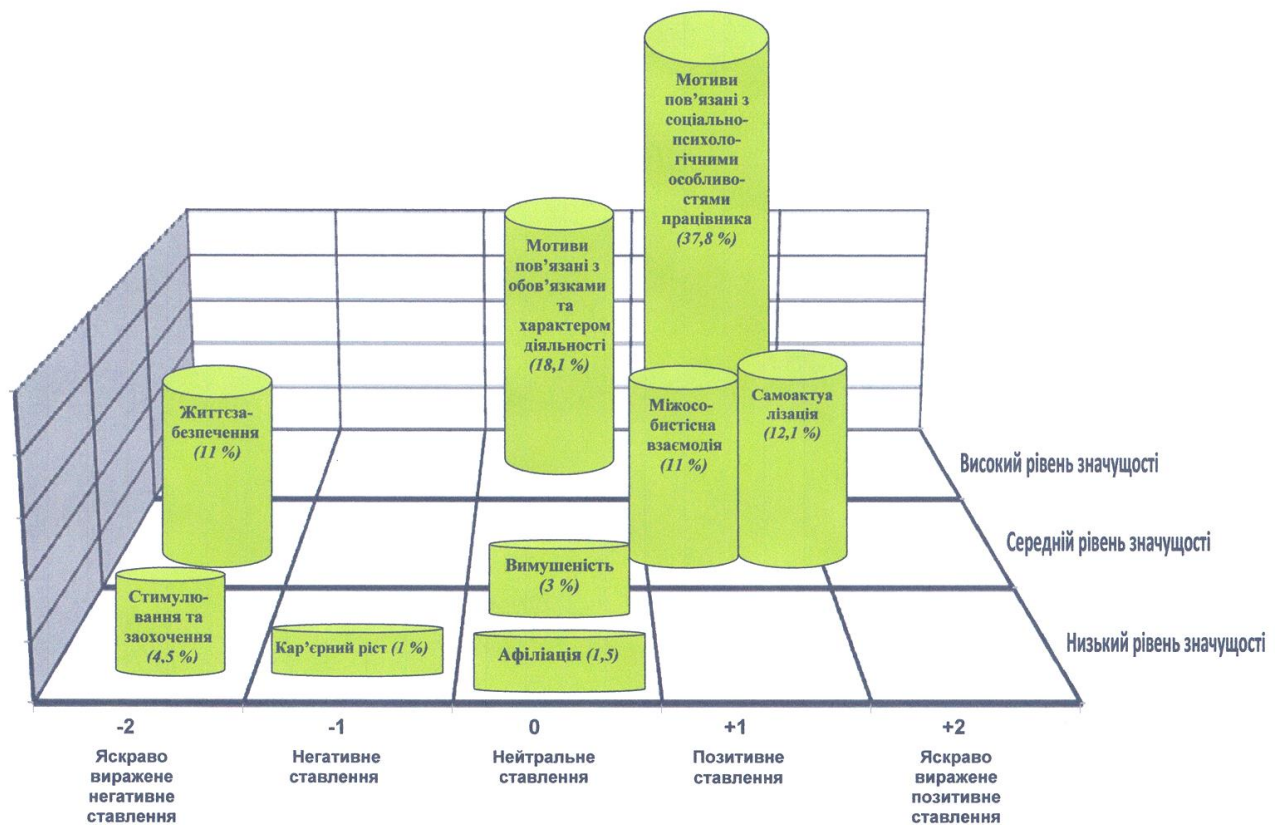 Мотиви
пов’язані з
соціально-
психоло-
гічними
особливо-
стями
працівника
(37,8 %)
Мотиви
пов’язані з
обов’язками
та
характером
діяльності
(18,1 %)
Життєза-
безпечення
(11 %)
Міжосо-
бистісна
взаємодія
(11 %)
Самоактуа
лізація
(12,1 %)
Високий рівень значущості
Середній рівень значущості
Вимушеність
(3 %)
Стимулю-
вання та
заохочення
(4,5 %)
Кар’єрний ріст (1 %)
Афіліація (1,5)
Низький рівень значущості
-2
Яскраво
виражене
негативне
ставлення
-1
Негативне
ставлення
0
Нейтральне
ставлення
+1
Позитивне
ставлення
+2
Яскраво
виражене
позитивне
ставлення